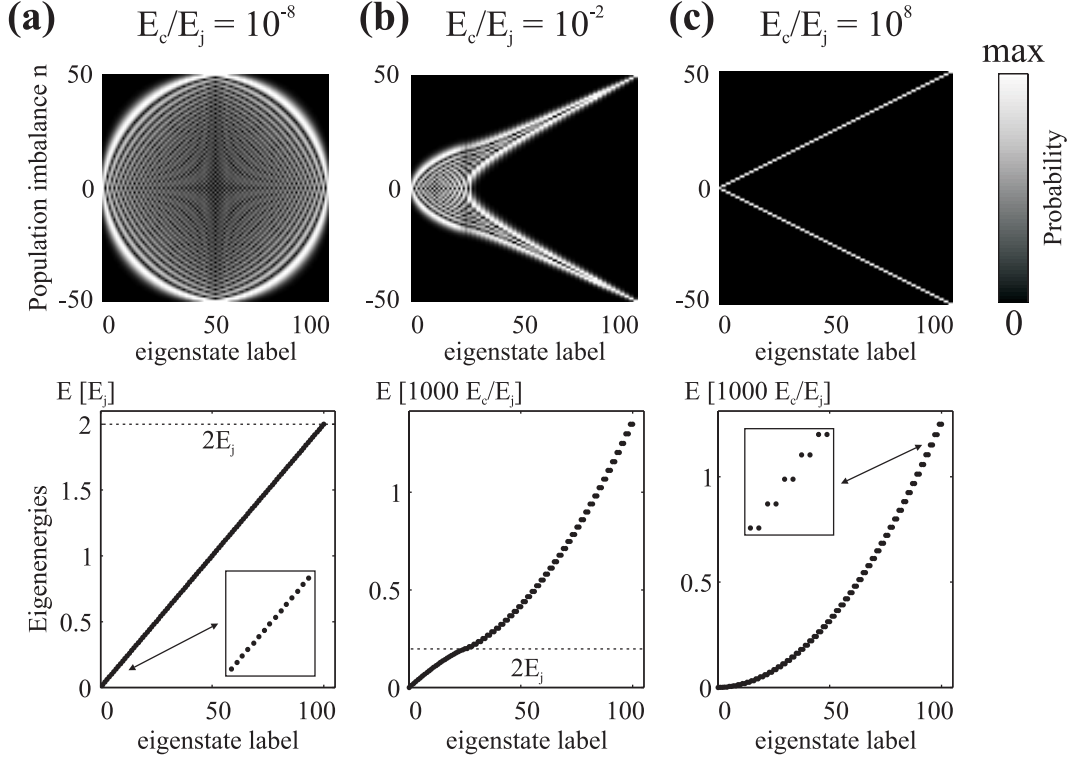 (a) E_c/E_j = 10^-8
(b) E_c/E_j = 10^-2
(c) E_c/E_j = 10^8
Population imbalance n
50
0
-50
0 50 100
eigenstate label
50
0
-50
0 50 100
eigenstate label
50
0
-50
0 50 100
eigenstate label
max
Probability
0
E [E_j]
Eigenenergies
2
1.5
1
0.5
0
2E_j
0 50 100
eigenstate label
E [1000 E_c/E_j]
1
0.5
0
2E_j
0 50 100
eigenstate label
E [1000 E_c/E_j]
1
0.5
0
0 50 100
eigenstate label